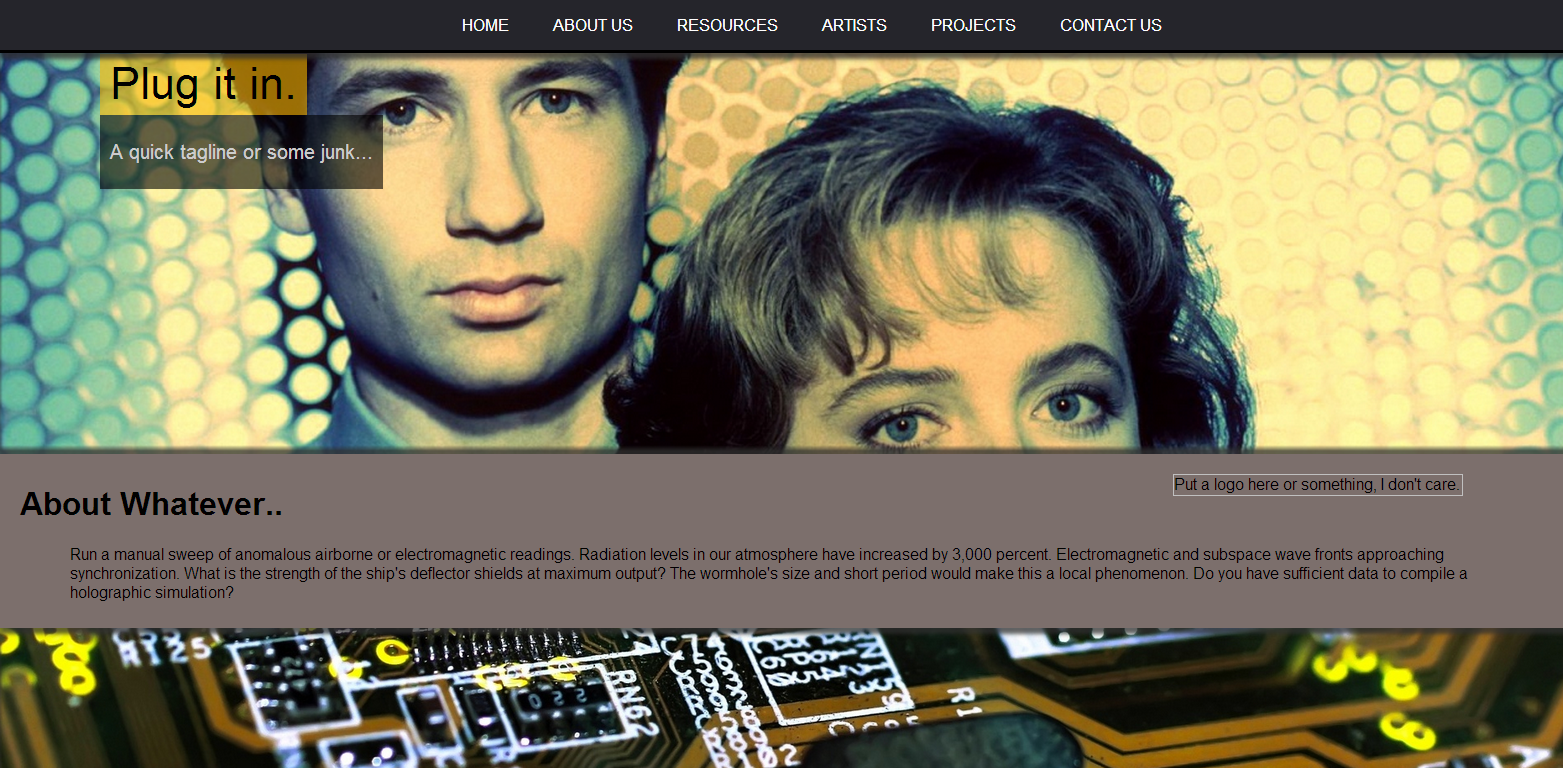 HOME ABOUT US RESOURCES ARTISTS PROJECTS CONTACT US
Plug it in.
A quick tagline or some junk...
Put a logo here or something, I don't care.
About Whatever..
Run a manual sweep of anomalous airborne or electromagnetic readings. Radiation levels in our atmosphere have increased by 3,000 percent. Electromagnetic and subspace wave fronts approaching
synchronization. What is the strength of the ship's deflector shields at maximum output? The wormhole's size and short period would make this a local phenomenon. Do you have sufficient data to compile a
holographic simulation?
RN62
R1